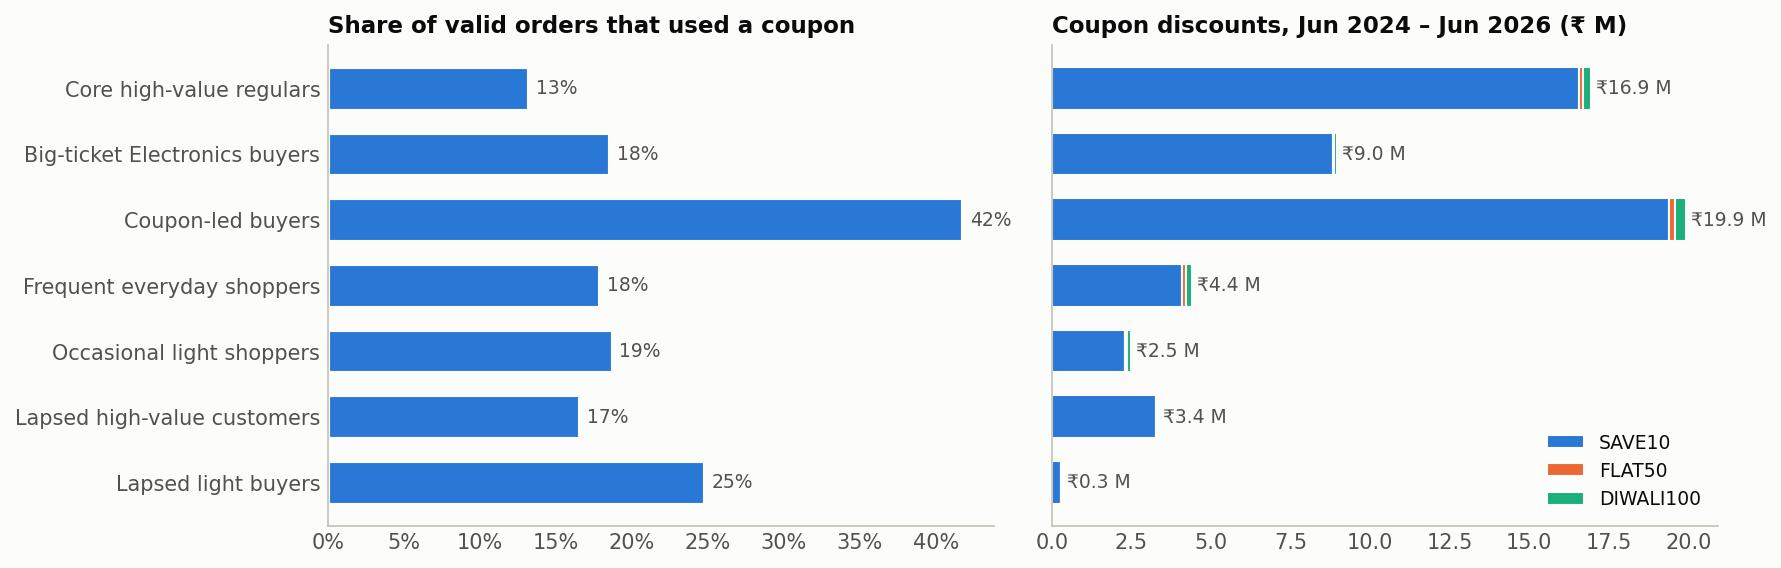 Share of valid orders that used a coupon
Core high-value regulars
13%
Big-ticket Electronics buyers
18%
Coupon-led buyers
42%
Frequent everyday shoppers
18%
Occasional light shoppers
19%
Lapsed high-value customers
17%
Lapsed light buyers
25%
0% 5% 10% 15% 20% 25% 30% 35% 40%
Coupon discounts, Jun 2024 – Jun 2026 (₹ M)
₹16.9 M
₹9.0 M
₹19.9 M
₹4.4 M
₹2.5 M
₹3.4 M
₹0.3 M
SAVE10
FLAT50
DIWALI100
0.0 2.5 5.0 7.5 10.0 12.5 15.0 17.5 20.0